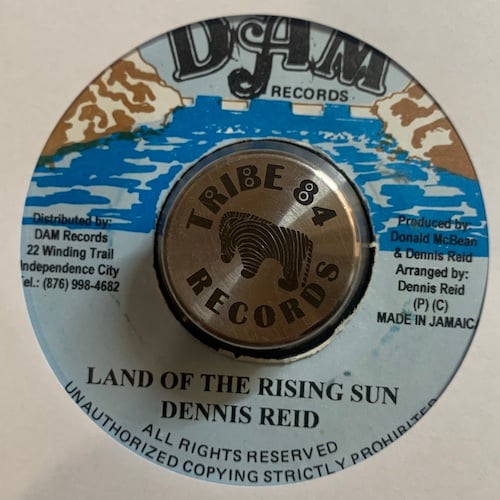 DAM
RECORDS
TRIBE 84
RECORDS
Distributed by:
DAM Records
22 Winding Trail
Independence City
Tel.: (876) 998-4682
Produced by:
Donald McBean
& Dennis Reid
Arranged by:
Dennis Reid
(P) (C)
MADE IN JAMAICA
LAND OF THE RISING SUN
DENNIS REID
ALL RIGHTS RESERVED
UNAUTHORIZED COPYING STRICTLY PROHIBITED